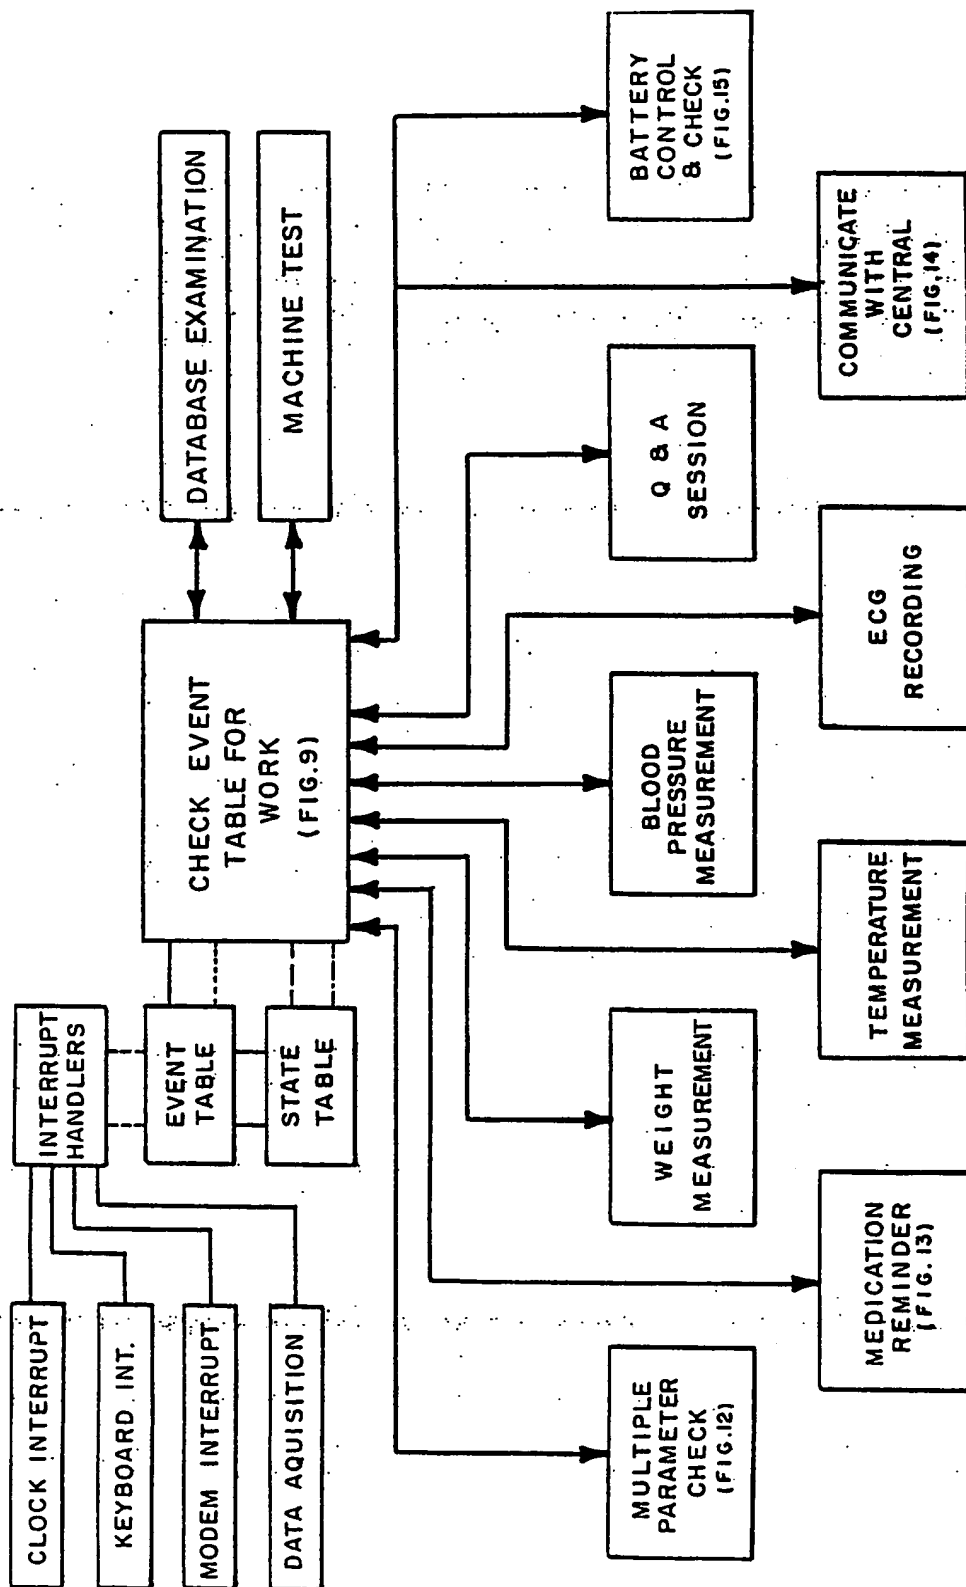 CLOCK INTERRUPT
KEYBOARD INT.
MODEM INTERRUPT
DATA AQUISITION
INTERRUPT
HANDLERS
EVENT
TABLE
STATE
TABLE
CHECK EVENT
TABLE FOR
WORK
(FIG.9)
DATABASE EXAMINATION
MACHINE TEST
MULTIPLE
PARAMETER
CHECK
(FIG.12)
MEDICATION
REMINDER
(FIG.13)
WEIGHT
MEASUREMENT
TEMPERATURE
MEASUREMENT
BLOOD
PRESSURE
MEASUREMENT
ECG
RECORDING
Q & A
SESSION
COMMUNICATE
WITH
CENTRAL
(FIG,14)
BATTERY
CONTROL
& CHECK
(FIG.15)